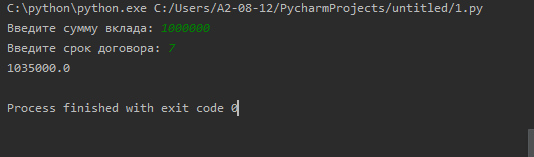 C:\python\python.exe C:/Users/A2-08-12/PycharmProjects/untitled/1.py
Введите сумму вклада: 1000000
Введите срок договора: 7
1035000.0
Process finished with exit code 0